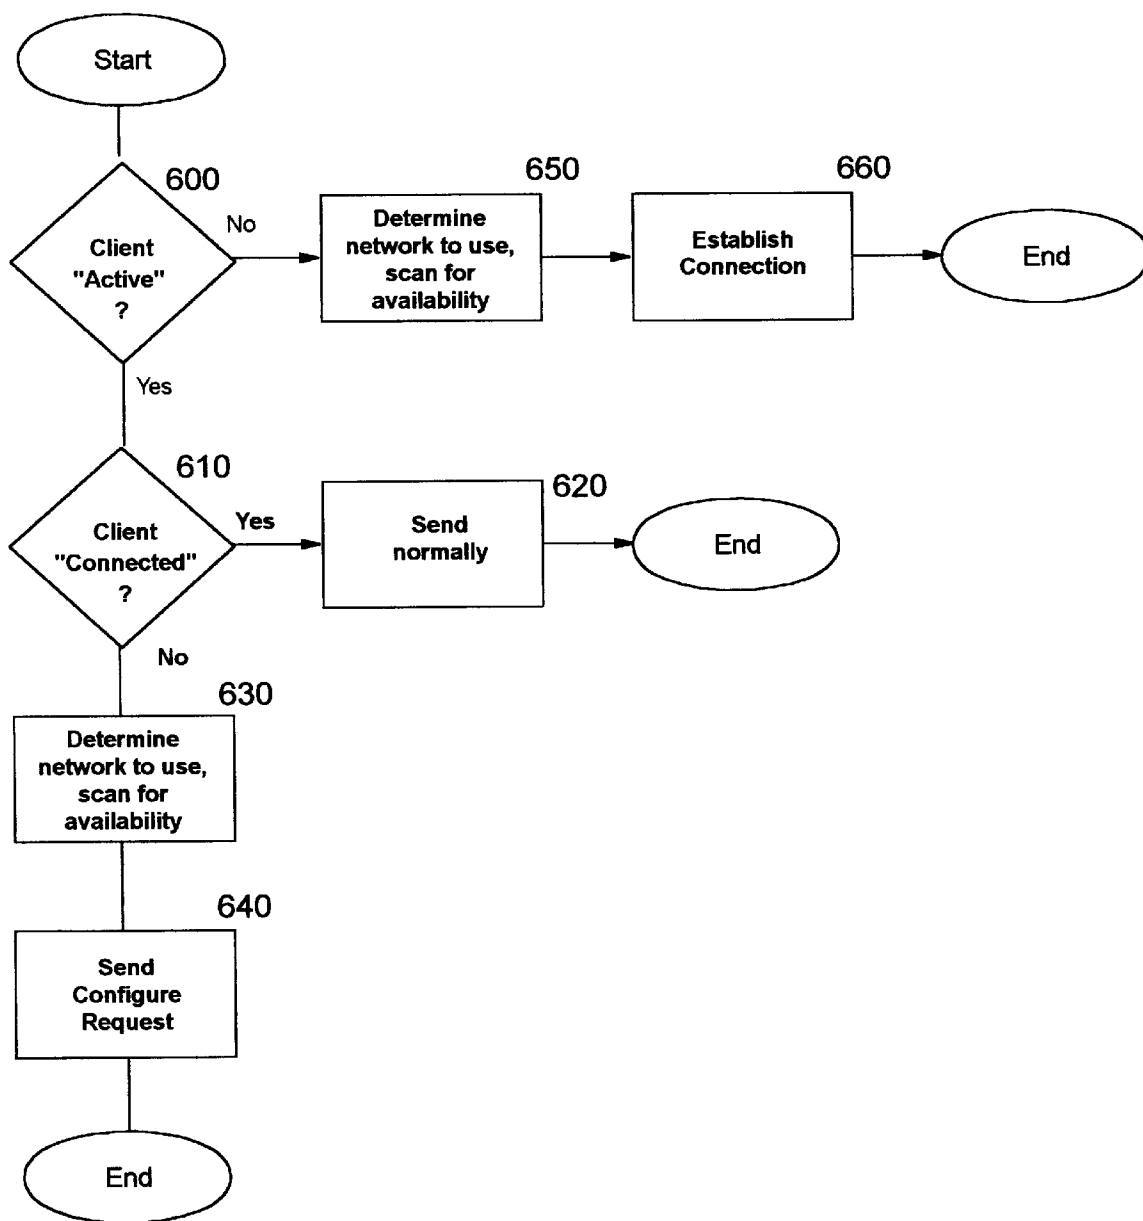 Start
600
Client
"Active"
?
No
650
Determine
network to use,
scan for
availability
660
Establish
Connection
End
Yes
610
Client
"Connected"
?
Yes
620
Send
normally
End
No
630
Determine
network to use,
scan for
availability
640
Send
Configure
Request
End